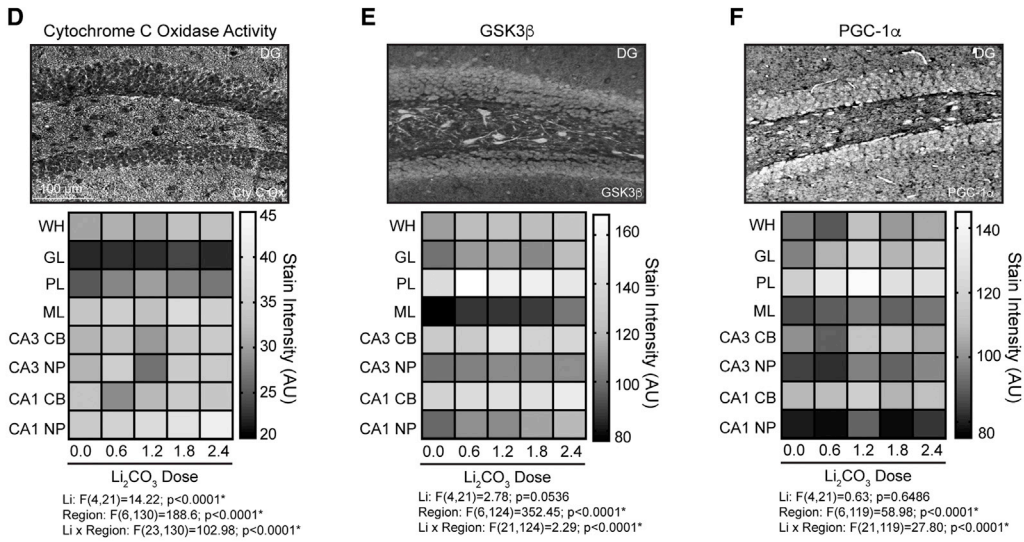 D
Cytochrome C Oxidase Activity
DG
100 µm
Cty C Ox
WH
GL
PL
ML
CA3 CB
CA3 NP
CA1 CB
CA1 NP
0.0 0.6 1.2 1.8 2.4
45
40
35
30
25
20
Stain Intensity (AU)
Li₂CO₃ Dose
Li: F(4,21)=14.22; p<0.0001*
Region: F(6,130)=188.6; p<0.0001*
Li x Region: F(23,130)=102.98; p<0.0001*
E
GSK3β
DG
GSK3β
WH
GL
PL
ML
CA3 CB
CA3 NP
CA1 CB
CA1 NP
0.0 0.6 1.2 1.8 2.4
160
140
120
100
80
Stain Intensity (AU)
Li₂CO₃ Dose
Li: F(4,21)=2.78; p=0.0536
Region: F(6,124)=352.45; p<0.0001*
Li x Region: F(21,124)=2.29; p<0.0001*
F
PGC-1α
DG
PGC-1α
WH
GL
PL
ML
CA3 CB
CA3 NP
CA1 CB
CA1 NP
0.0 0.6 1.2 1.8 2.4
140
120
100
80
Stain Intensity (AU)
Li₂CO₃ Dose
Li: F(4,21)=0.63; p=0.6486
Region: F(6,119)=58.98; p<0.0001*
Li x Region: F(21,119)=27.80; p<0.0001*